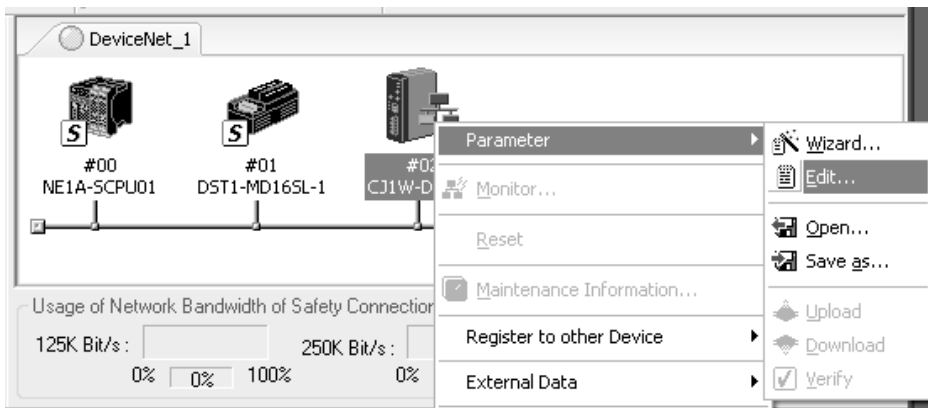 DeviceNet_1
S
S
#00
#01
#02
NE1A-SCPU01
DST1-MD16SL-1
CJ1W-D
Parameter
Monitor...
Reset
Maintenance Information...
Register to other Device
External Data
Wizard...
Edit...
Open...
Save as...
Upload
Download
Verify
Usage of Network Bandwidth of Safety Connection
125K Bit/s :
250K Bit/s :
0%
0%
100%
0%